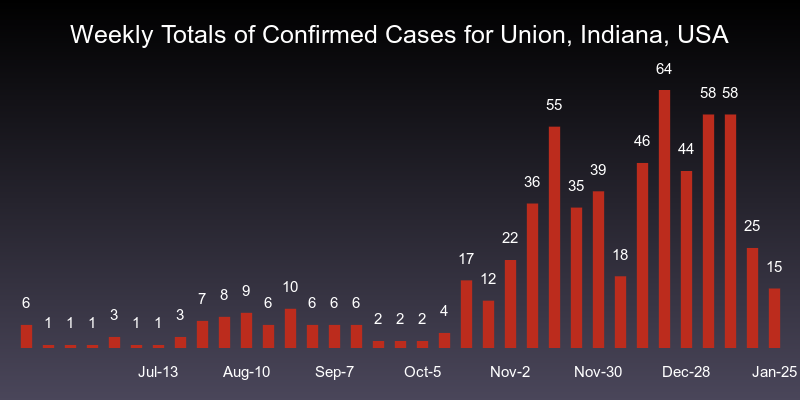 Weekly Totals of Confirmed Cases for Union, Indiana, USA
6 1 1 1 3 1 1 3 7 8 9 6 10 6 6 6 2 2 2 4 17 12 22 36 55 35 39 18 46 64 44 58 58 25 15
Jul-13 Aug-10 Sep-7 Oct-5 Nov-2 Nov-30 Dec-28 Jan-25